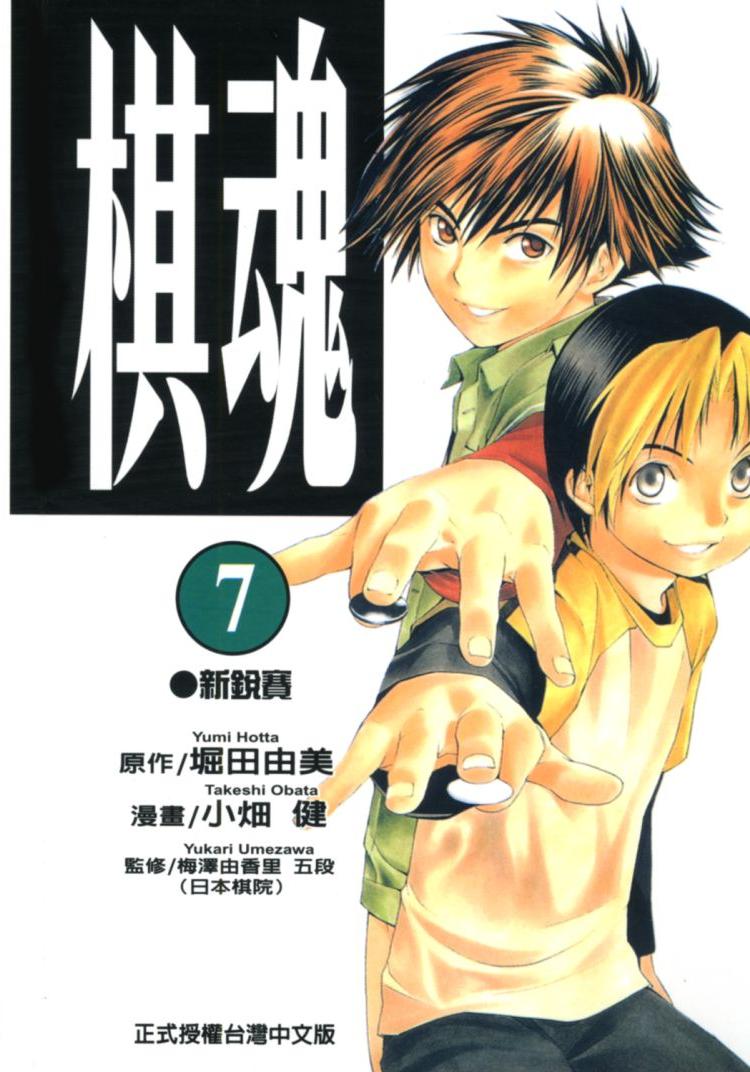 棋魂
7
●新銳賽
Yumi Hotta
原作/堀田由美
Takeshi Obata
漫畫/小畑 健
Yukari Umezawa
監修/梅澤由香里 五段
（日本棋院）
正式授權台灣中文版